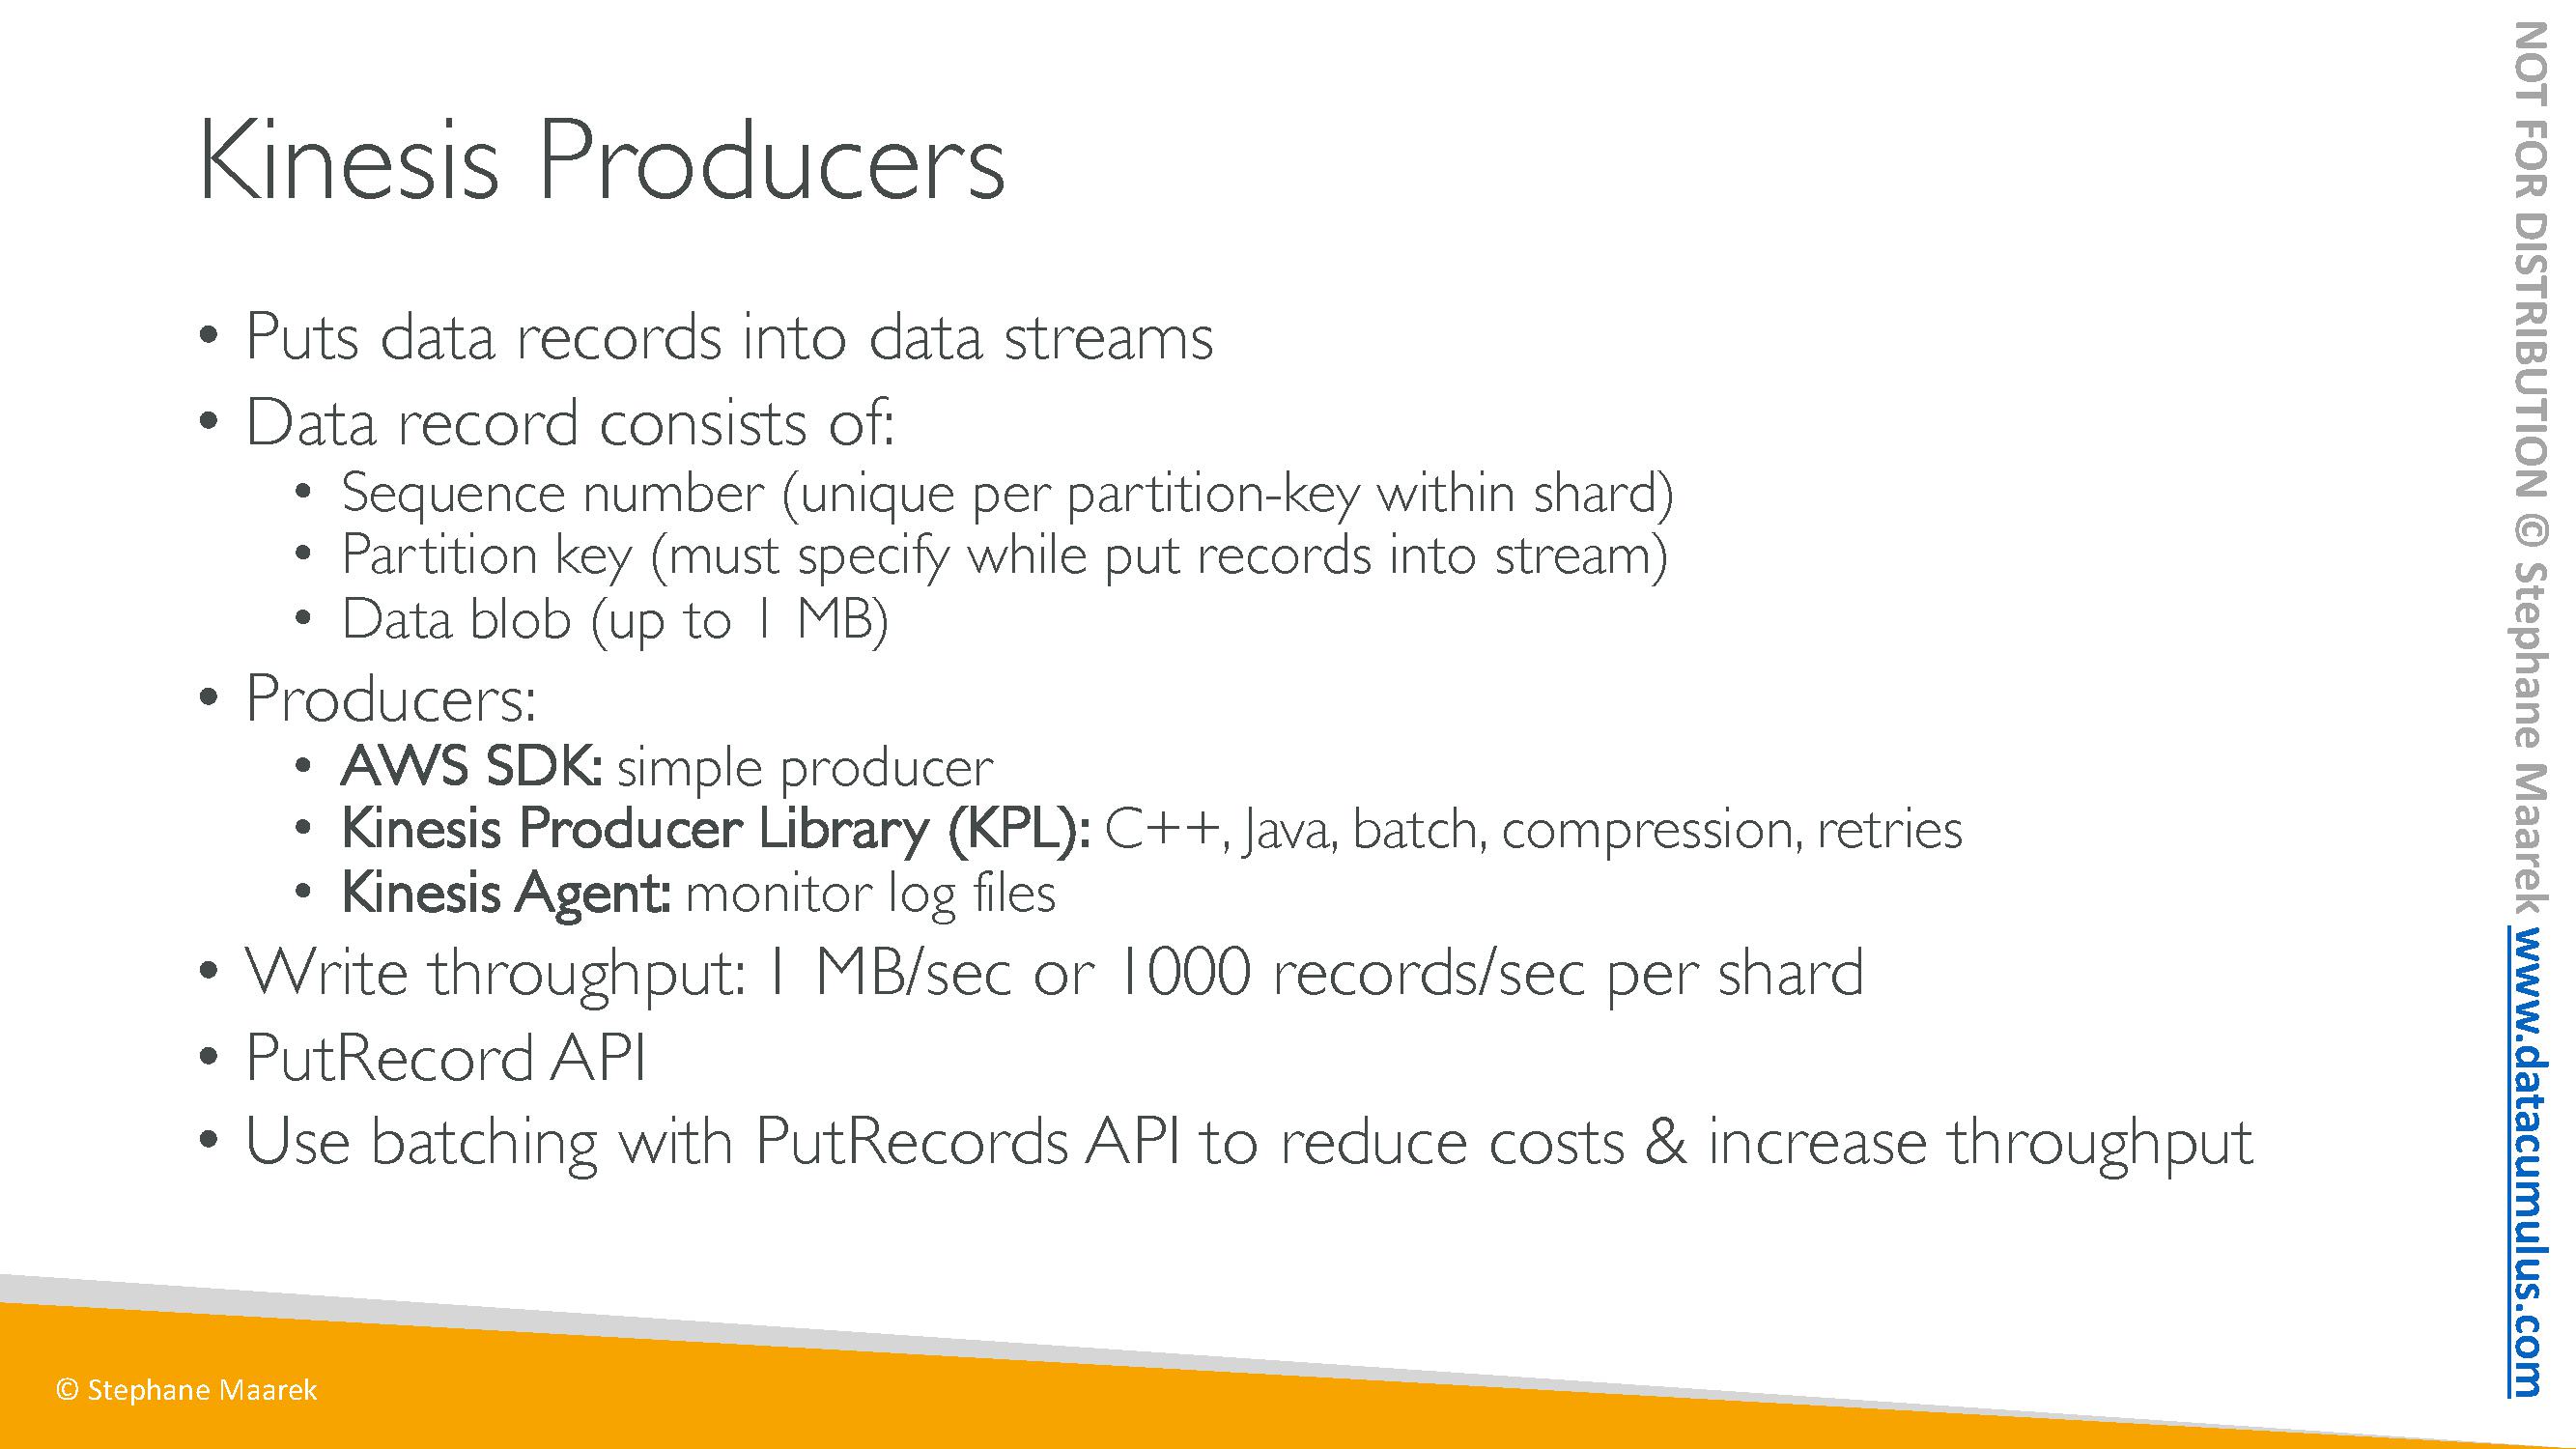 Kinesis Producers
• Puts data records into data streams
• Data record consists of:
• Sequence number (unique per partition-key within shard)
• Partition key (must specify while put records into stream)
• Data blob (up to 1 MB)
• Producers:
• AWS SDK: simple producer
• Kinesis Producer Library (KPL): C++, Java, batch, compression, retries
• Kinesis Agent: monitor log files
• Write throughput: 1 MB/sec or 1000 records/sec per shard
• PutRecord API
• Use batching with PutRecords API to reduce costs & increase throughput
© Stephane Maarek
NOT FOR DISTRIBUTION © Stephane Maarek www.datacumulus.com